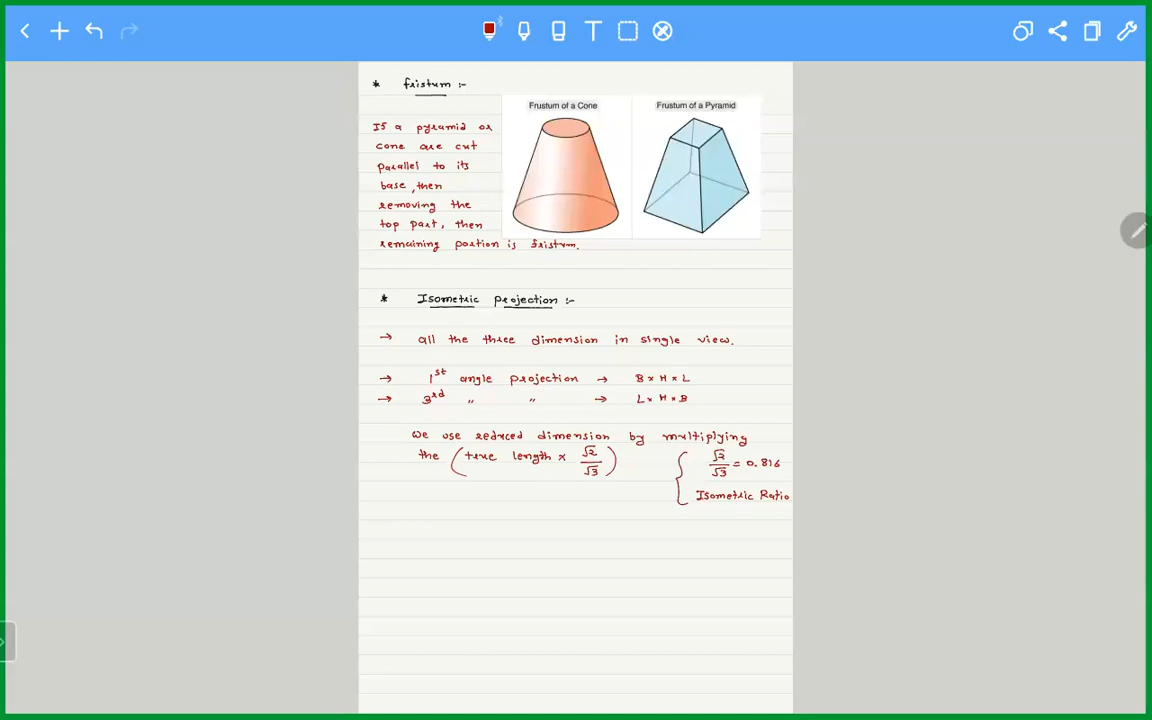 * fristum :-
Frustum of a Cone
Frustum of a Pyramid
If a pyramid or
cone are cut
parallel to its
base, then
removing the
top part, then
remaining portion is fristum.
* Isometric projection :-
→ all the three dimension in single view.
→ 1st angle projection → B × H × L
→ 3rd " " → L × H × B
We use reduced dimension by multiplying
the (true length × √2/√3)
{ √2/√3 = 0.816
Isometric Ratio
T